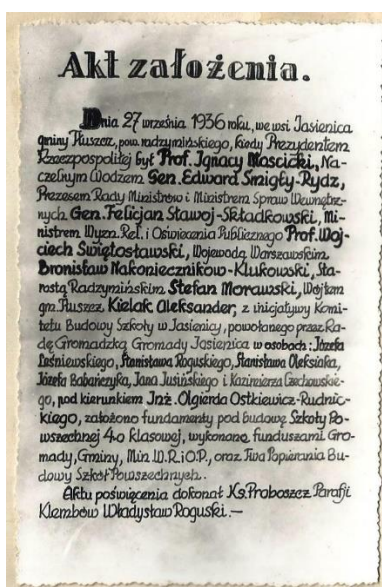 Akt założenia.
Dnia 27 września 1936 roku, we wsi Jasienica
gminy Tłuszcz, pow. radzymińskiego, kiedy Prezydentem
Rzeczpospolitej był Prof. Ignacy Mościcki, Na-
czelnym Wodzem Gen. Edward Śmigły-Rydz,
Prezesem Rady Ministrów i Ministrem Spraw Wewnętrz-
nych Gen. Felicjan Sławoj-Składkowski, Mi-
nistrem Wyzn. Rel. i Oświecenia Publicznego Prof. Woj-
ciech Świętosławski, Wojewodą Warszawskim
Bronisław Nakoniecznikow-Klukowski, Sta-
rostą Radzymińskim Stefan Morawski, Wójtem
gm. Tłuszcz Kielak Aleksander, z inicjatywy Komi-
tetu Budowy Szkoły w Jasienicy, powołanego przez Ra-
dę Gromadzką Gromady Jasienica w osobach: Józefa
Leśniewskiego, Stanisława Roguskiego, Stanisława Oleksiaka,
Józefa Babańczyka, Jana Jusińskiego i Kazimierza Czechowskie-
go, pod kierunkiem Inż. Olgierda Ostkiewicz-Rudnic-
kiego, założono fundamenty pod budowę Szkoły Po-
wszechnej 4o klasowej, wykonane funduszami Gro-
mady, Gminy, Min. W.R.i O.P., oraz T-wa Popierania Bu-
dowy Szkół Powszechnych.
Aktu poświęcenia dokonał Ks. Proboszcz Parafji
Klembów Władysław Roguski.—